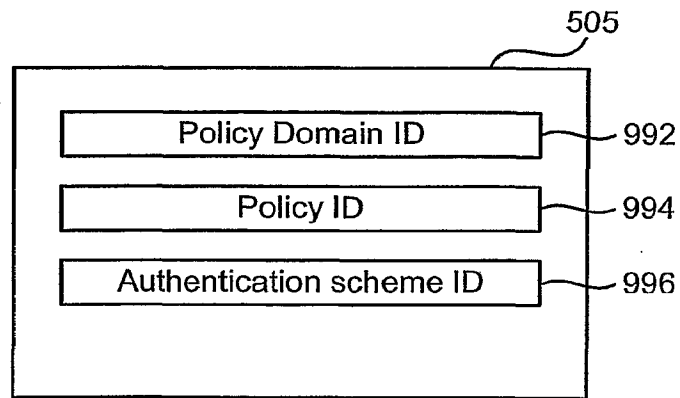 505
Policy Domain ID 992
Policy ID 994
Authentication scheme ID 996